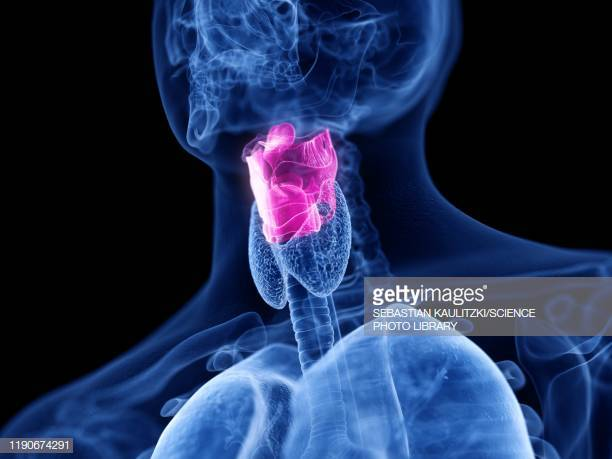 gettyimages®
SEBASTIAN KAULITZKI/SCIENCE
PHOTO LIBRARY
1190674291